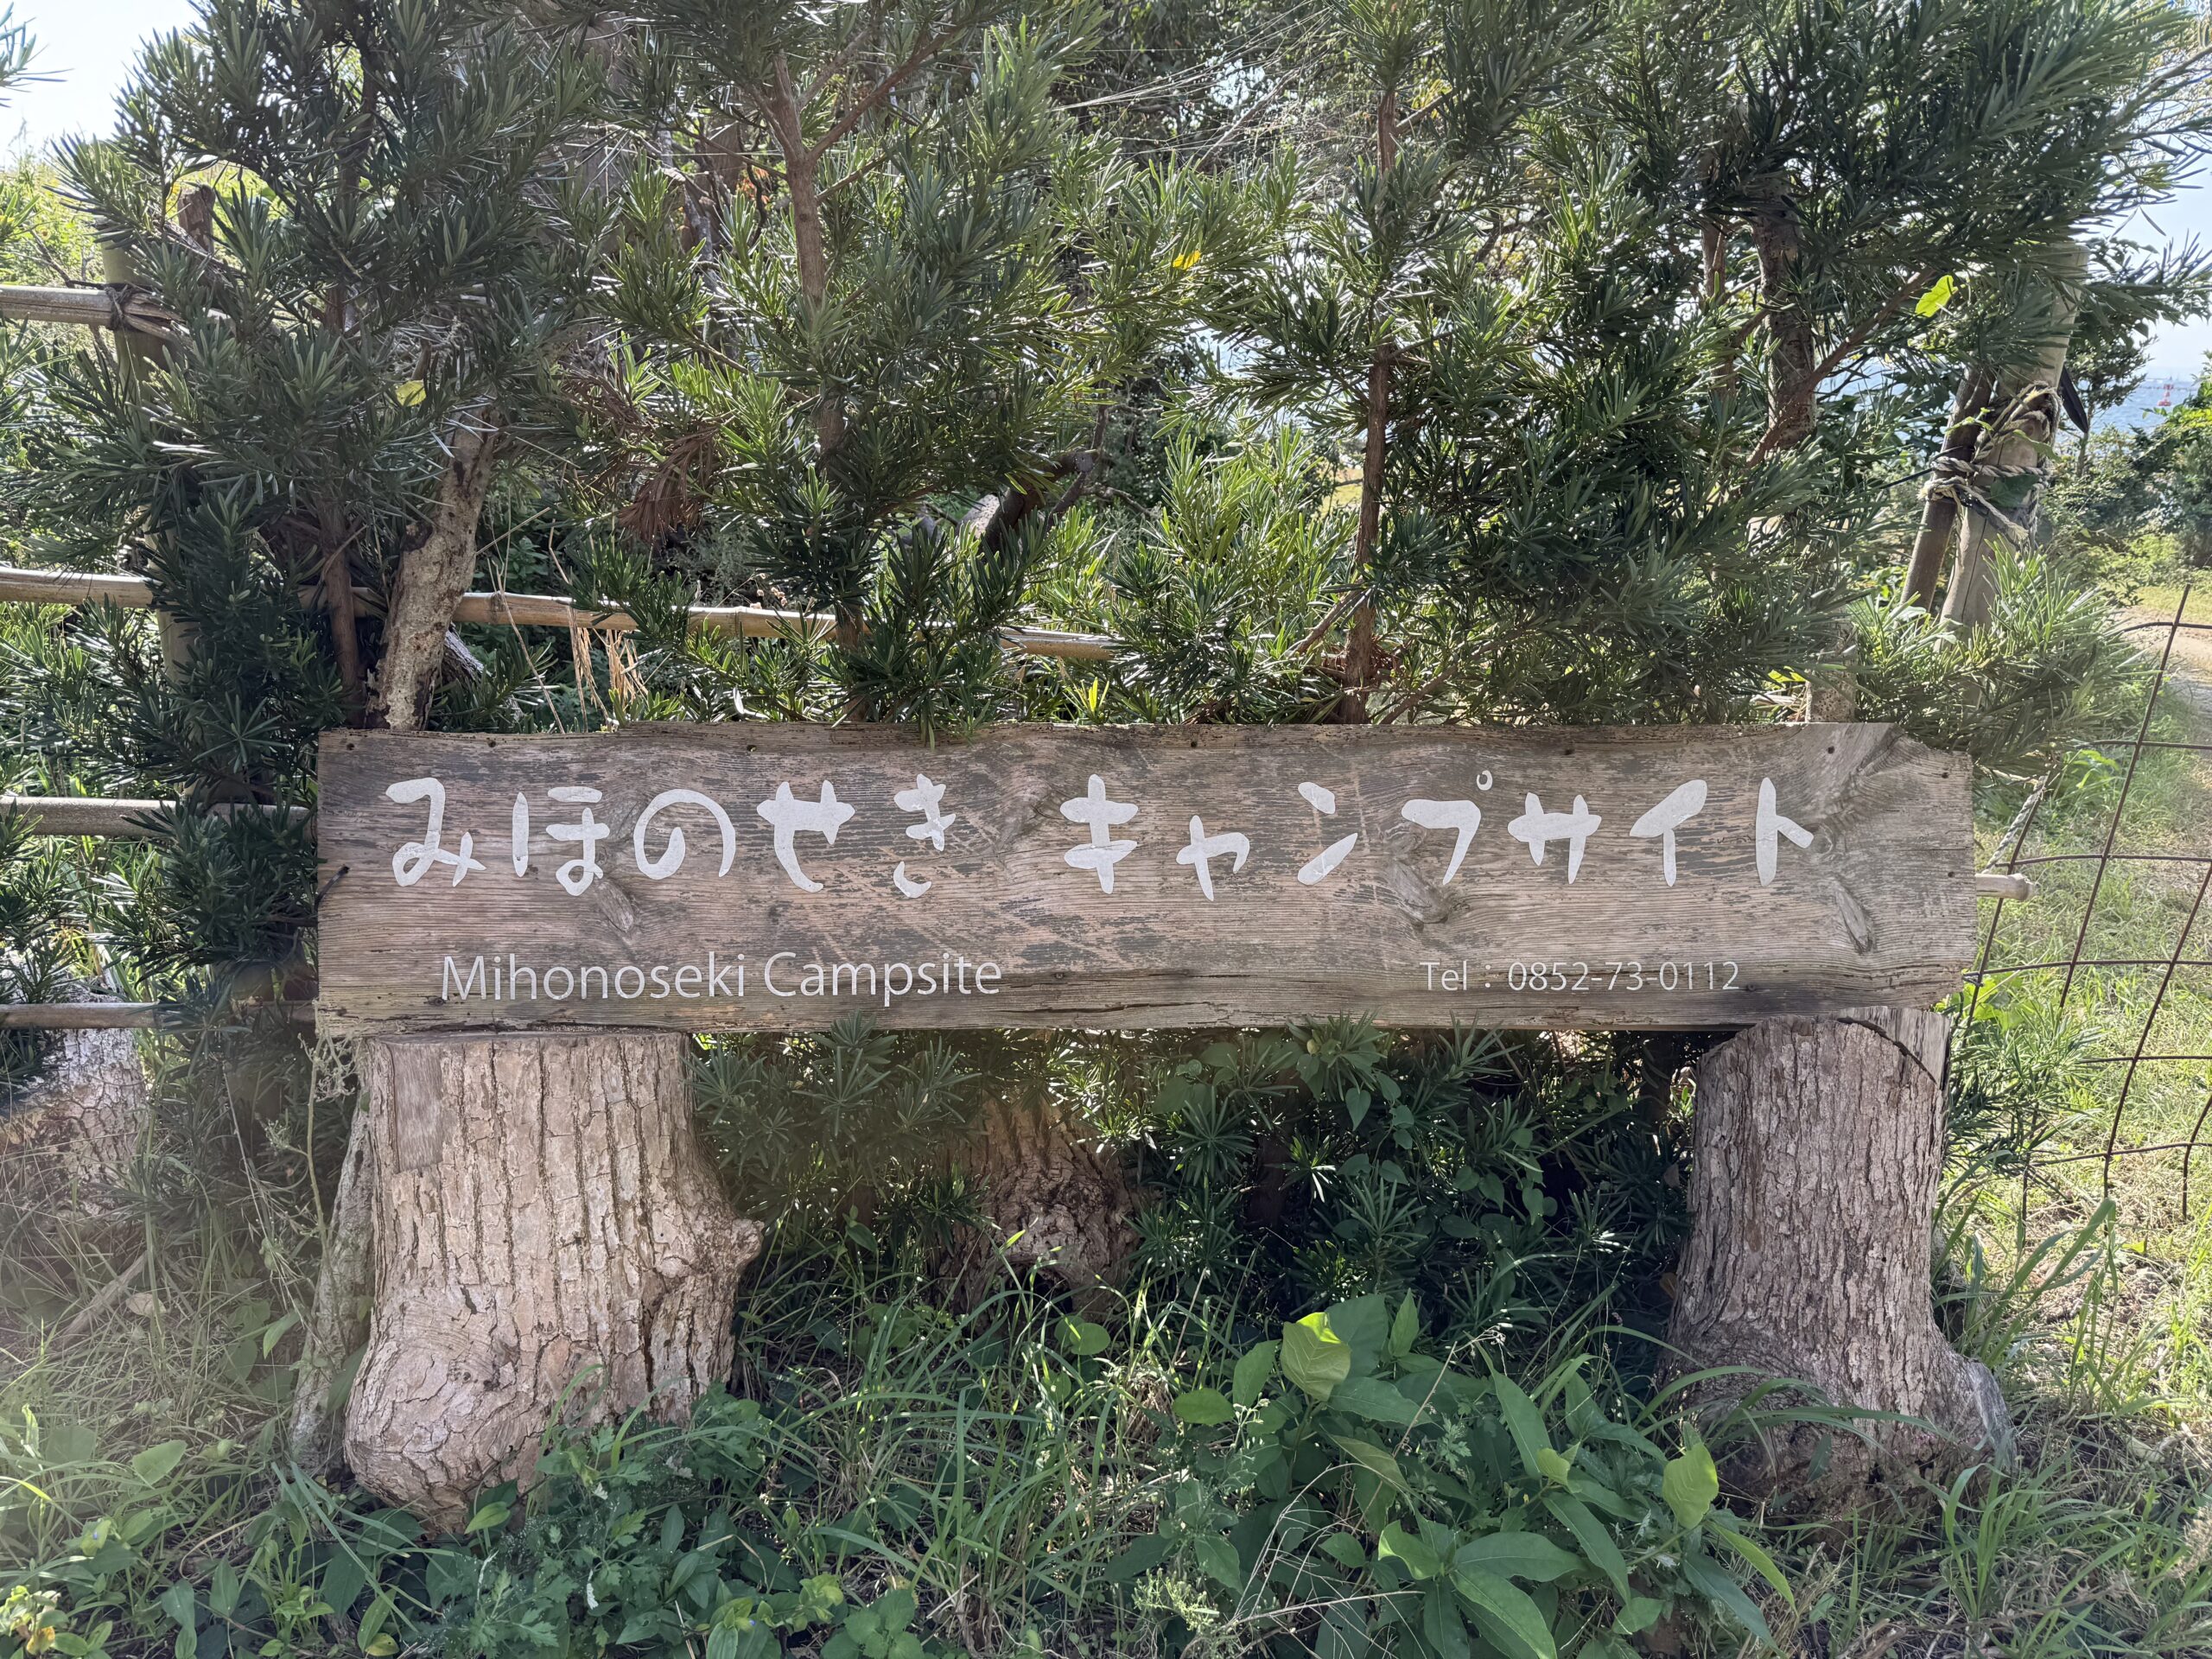 みほのせき キャンプサイト
Mihonoseki Campsite
Tel：0852-73-0112